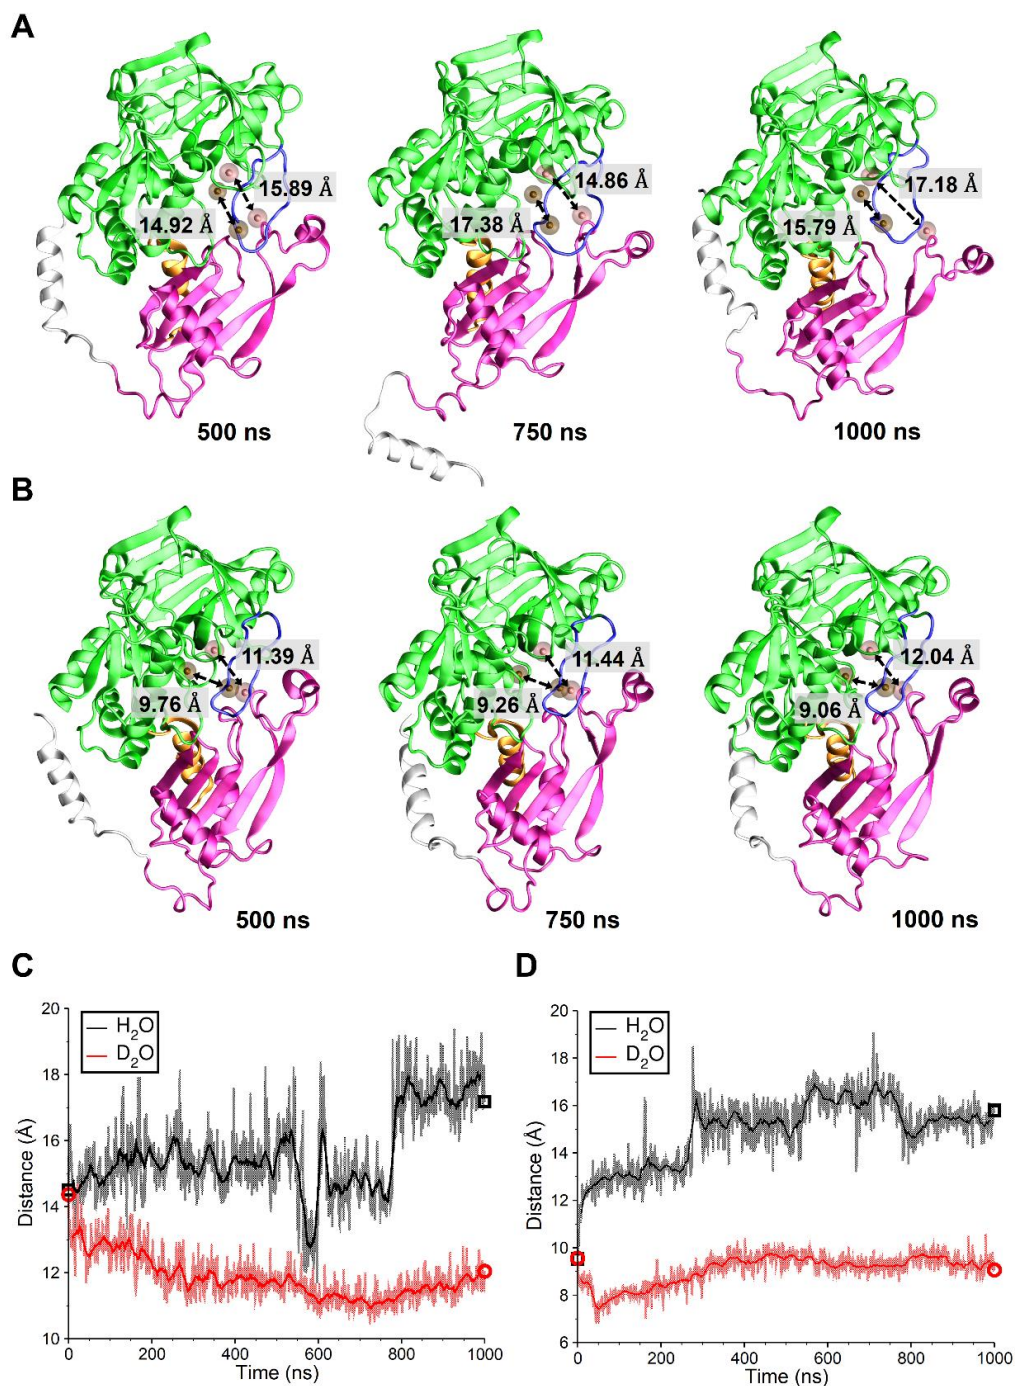 A
15.89 Å
14.92 Å
500 ns
14.86 Å
17.38 Å
750 ns
17.18 Å
15.79 Å
1000 ns
B
11.39 Å
9.76 Å
500 ns
11.44 Å
9.26 Å
750 ns
12.04 Å
9.06 Å
1000 ns
C
H₂O
D₂O
20
18
16
14
12
10
Distance (Å)
0 200 400 600 800 1000
Time (ns)
D
H₂O
D₂O
20
18
16
14
12
10
8
6
Distance (Å)
0 200 400 600 800 1000
Time (ns)